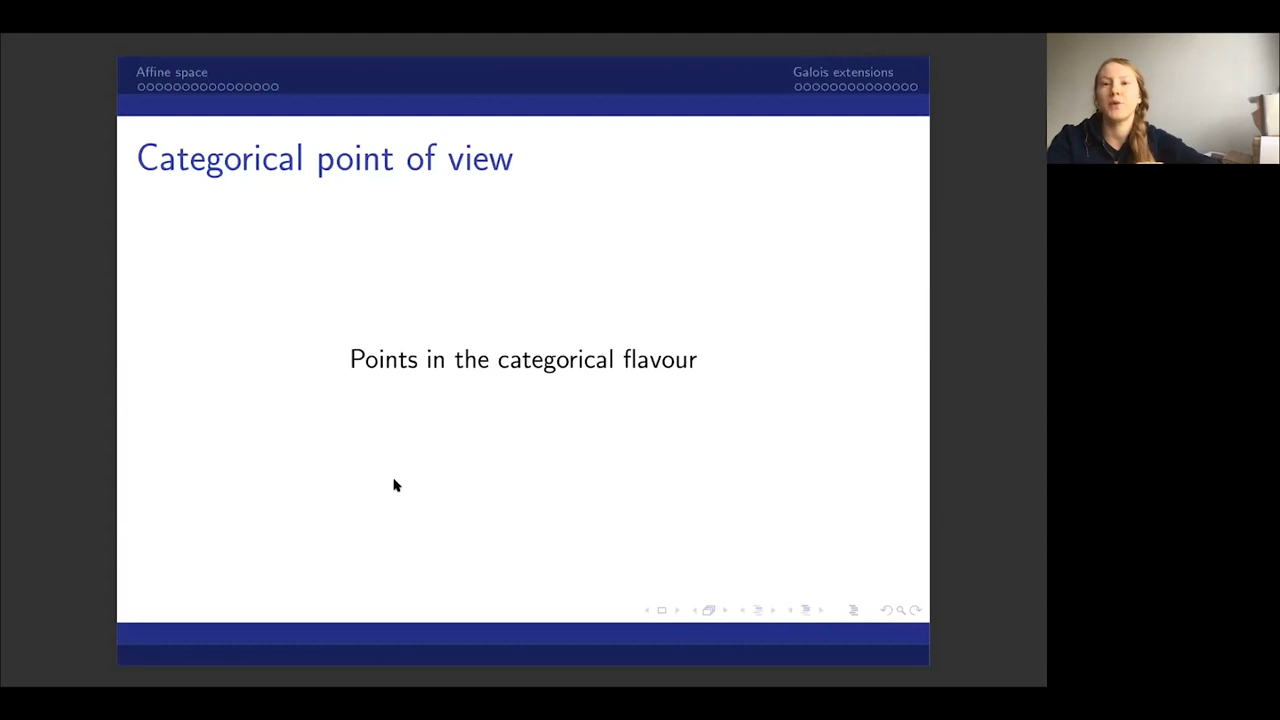 Affine space
Galois extensions
Categorical point of view
Points in the categorical flavour